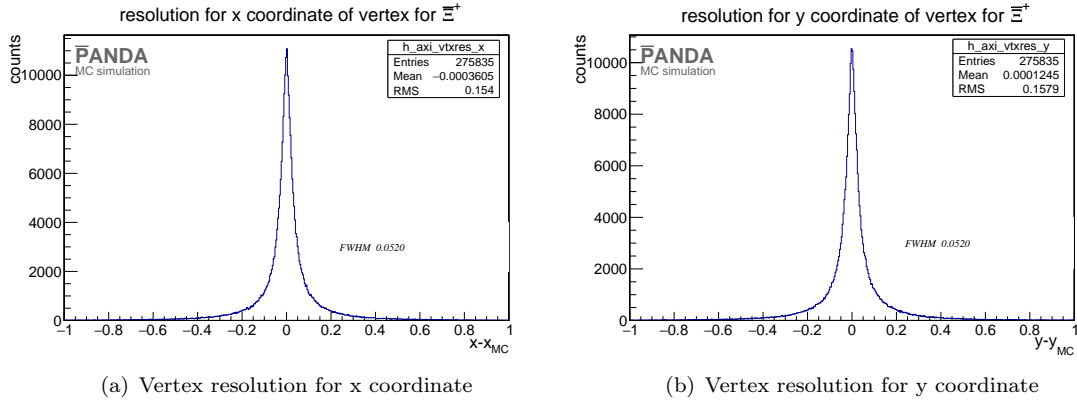 resolution for x coordinate of vertex for Ξ̅⁺
counts
P̅ANDA
MC simulation
h_axi_vtxres_x
Entries 275835
Mean −0.0003605
RMS 0.154
10000
8000
6000
4000
2000
0
FWHM 0.0520
−1 −0.8 −0.6 −0.4 −0.2 0 0.2 0.4 0.6 0.8 1
x-x_MC
(a) Vertex resolution for x coordinate
resolution for y coordinate of vertex for Ξ̅⁺
counts
P̅ANDA
MC simulation
h_axi_vtxres_y
Entries 275835
Mean 0.0001245
RMS 0.1579
10000
8000
6000
4000
2000
0
FWHM 0.0520
−1 −0.8 −0.6 −0.4 −0.2 0 0.2 0.4 0.6 0.8 1
y-y_MC
(b) Vertex resolution for y coordinate